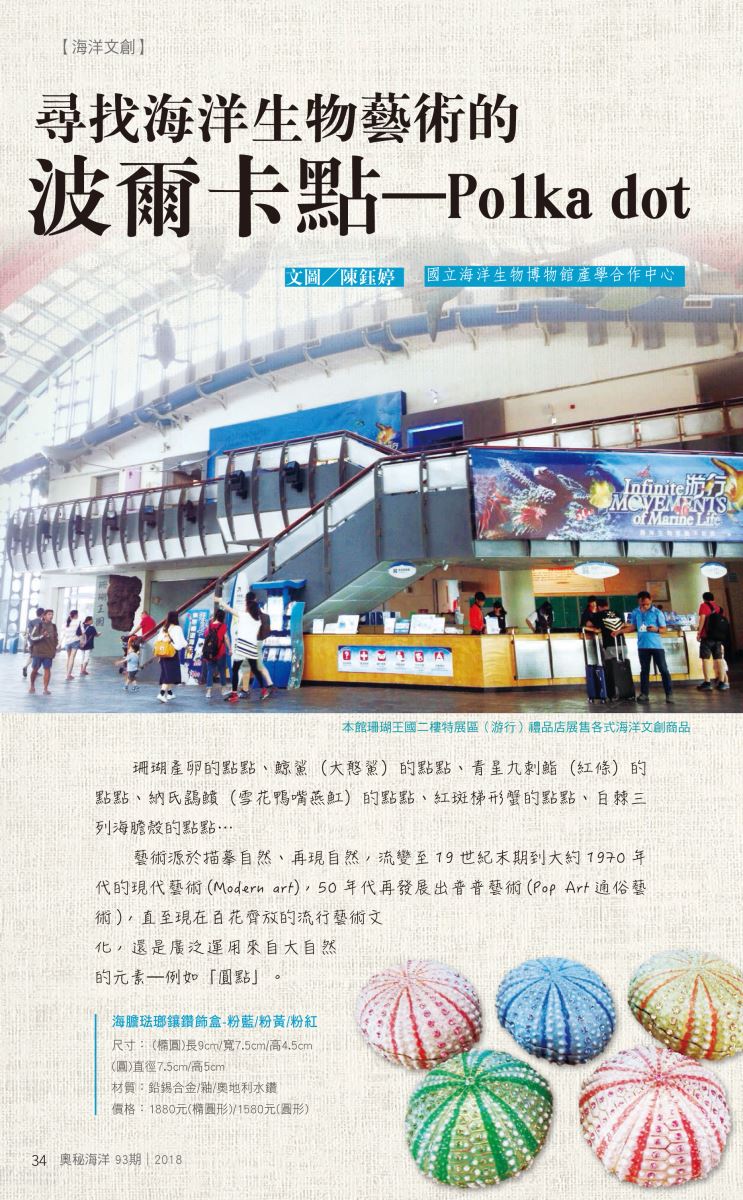 【海洋文創】
尋找海洋生物藝術的
波爾卡點—Polka dot
文圖／陳鈺婷 國立海洋生物博物館產學合作中心
Infinite游行
MOVEMENTS
of Marine Life
珊瑚王國
本館珊瑚王國二樓特展區（游行）禮品店展售各式海洋文創商品
珊瑚產卵的點點、鯨鯊（大憨鯊）的點點、青星九刺鮨（紅條）的
點點、納氏鷂鱝（雪花鴨嘴燕魟）的點點、紅斑梯形蟹的點點、白棘三
列海膽殼的點點⋯
藝術源於描摹自然、再現自然，流變至19世紀末期到大約1970年
代的現代藝術(Modern art)，50年代再發展出普普藝術(Pop Art通俗藝
術)，直至現在百花齊放的流行藝術文
化，還是廣泛運用來自大自然
的元素—例如「圓點」。
海膽琺瑯鑲鑽飾盒-粉藍/粉黃/粉紅
尺寸：(橢圓)長9cm/寬7.5cm/高4.5cm
(圓)直徑7.5cm/高5cm
材質：鉛錫合金/釉/奧地利水鑽
價格：1880元(橢圓形)/1580元(圓形)
34 奧秘海洋 93期｜2018